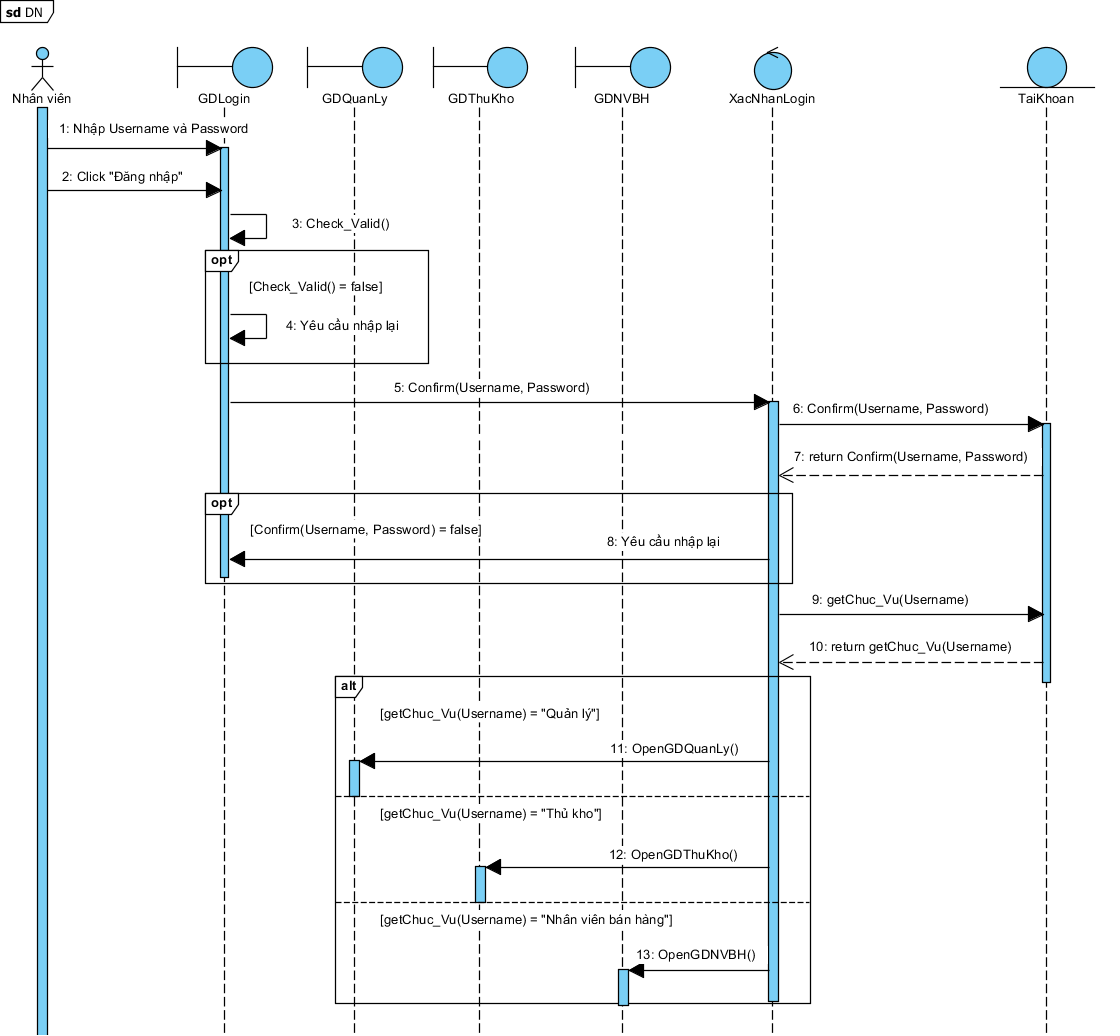 sd DN
Nhân viên
GDLogin
GDQuanLy
GDThuKho
GDNVBH
XacNhanLogin
TaiKhoan
1: Nhập Username và Password
2: Click "Đăng nhập"
3: Check_Valid()
opt
[Check_Valid() = false]
4: Yêu cầu nhập lại
5: Confirm(Username, Password)
6: Confirm(Username, Password)
7: return Confirm(Username, Password)
opt
[Confirm(Username, Password) = false]
8: Yêu cầu nhập lại
9: getChuc_Vu(Username)
10: return getChuc_Vu(Username)
alt
[getChuc_Vu(Username) = "Quản lý"]
11: OpenGDQuanLy()
[getChuc_Vu(Username) = "Thủ kho"]
12: OpenGDThuKho()
[getChuc_Vu(Username) = "Nhân viên bán hàng"]
13: OpenGDNVBH()